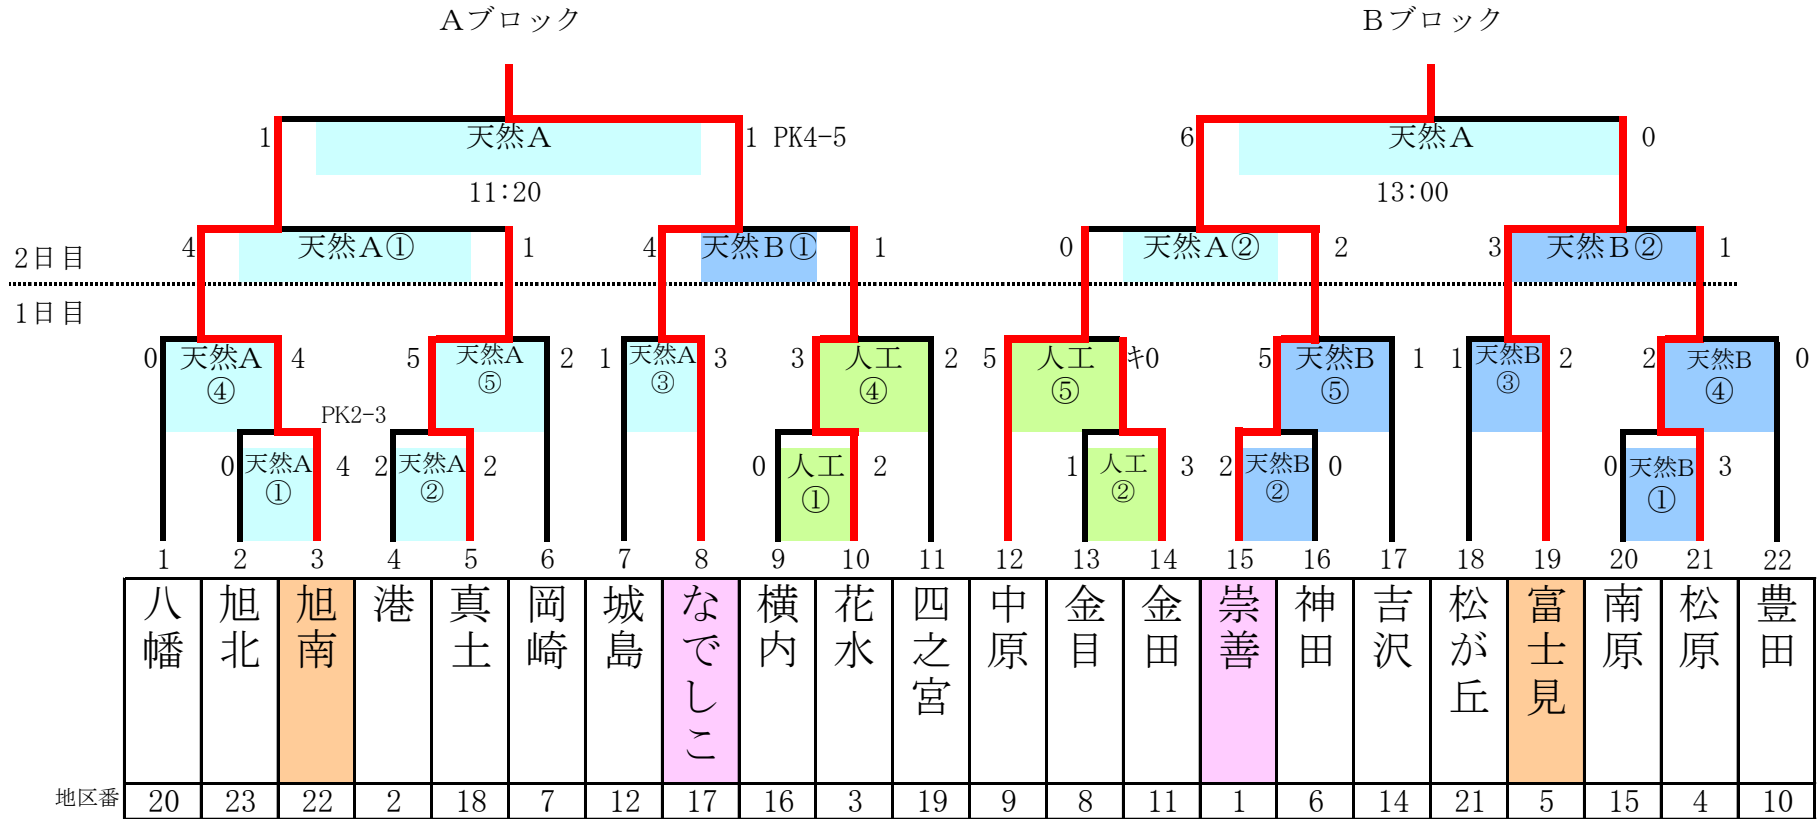 Aブロック Bブロック
1 天然A 1 PK4-5 6 天然A 0
11:20 13:00
2日目 4 天然A① 1 4 天然B① 1 0 天然A② 2 3 天然B② 1
1日目
0 天然A 4 5 天然A 2 1 天然A 3 3 人工 2 5 人工 ｷ0 5 天然B 1 1 天然B 2 2 天然B 0
④ ⑤ ③ ④ ⑤ ⑤ ③ ④
PK2-3
0 天然A 4 2 天然A 2 0 人工 2 1 人工 3 2 天然B 0 0 天然B 3
① ② ① ② ② ①
1 2 3 4 5 6 7 8 9 10 11 12 13 14 15 16 17 18 19 20 21 22
八幡
旭北
旭南
港
真土
岡崎
城島
なでしこ
横内
花水
四之宮
中原
金目
金田
崇善
神田
吉沢
松が丘
富士見
南原
松原
豊田
地区番 20 23 22 2 18 7 12 17 16 3 19 9 8 11 1 6 14 21 5 15 4 10